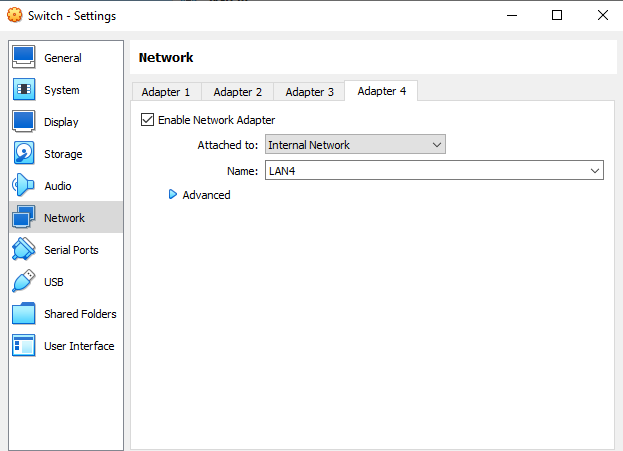 Switch - Settings
General
System
Display
Storage
Audio
Network
Serial Ports
USB
Shared Folders
User Interface
Network
Adapter 1
Adapter 2
Adapter 3
Adapter 4
Enable Network Adapter
Attached to: Internal Network
Name: LAN4
Advanced